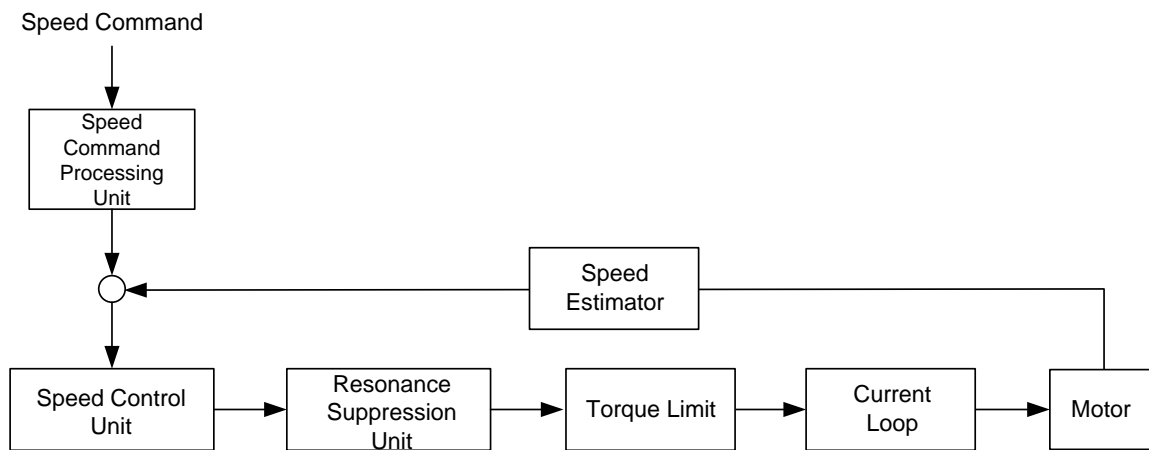 Speed Command
Speed
Command
Processing
Unit
Speed
Estimator
Speed Control
Unit
Resonance
Suppression
Unit
Torque Limit
Current
Loop
Motor